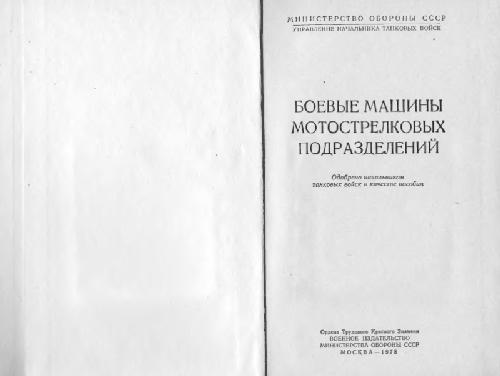 МИНИСТЕРСТВО ОБОРОНЫ СССР
УПРАВЛЕНИЕ НАЧАЛЬНИКА ТАНКОВЫХ ВОЙСК
БОЕВЫЕ МАШИНЫ
МОТОСТРЕЛКОВЫХ
ПОДРАЗДЕЛЕНИЙ
Одобрено начальником
танковых войск в качестве пособия
Ордена Трудового Красного Знамени
ВОЕННОЕ ИЗДАТЕЛЬСТВО
МИНИСТЕРСТВА ОБОРОНЫ СССР
МОСКВА—1978